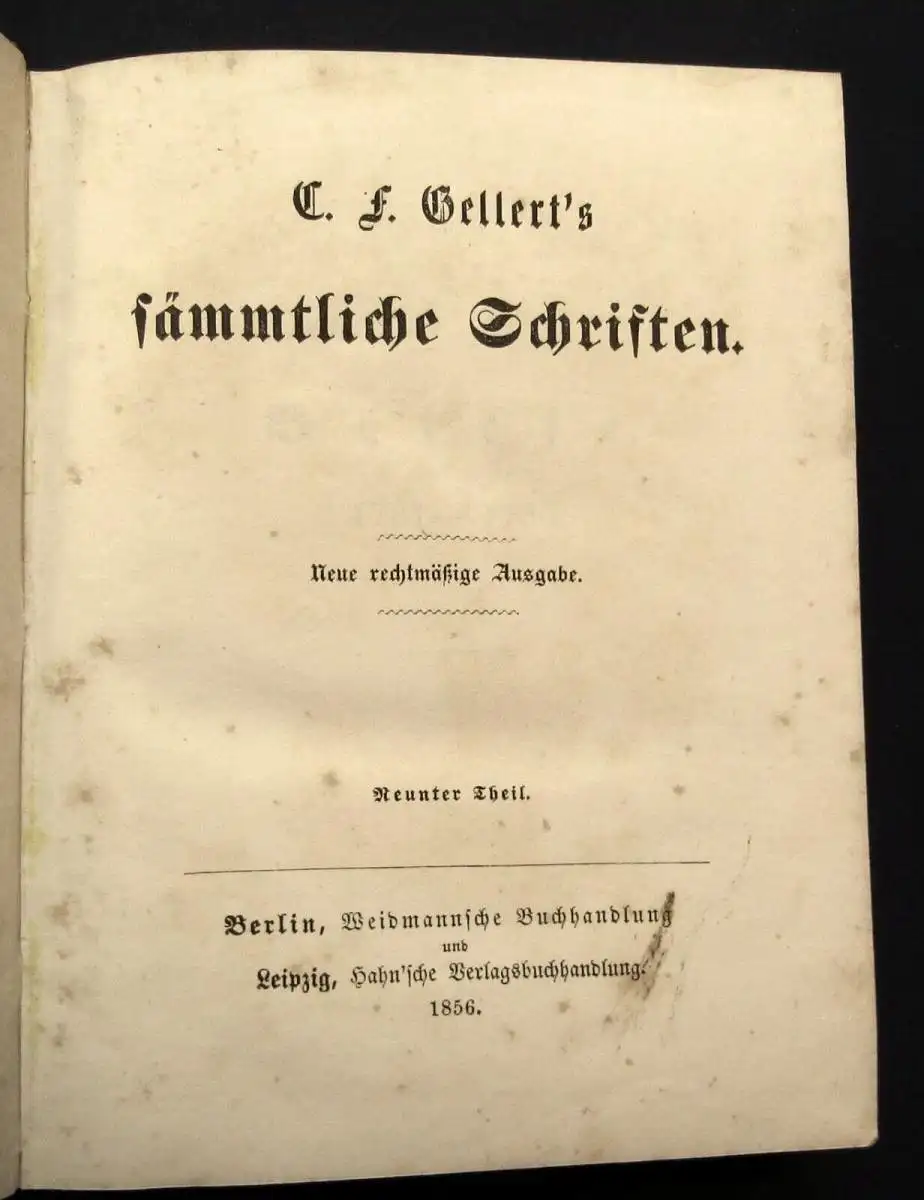 C. F. Gellert's
sämmtliche Schriften.
Neue rechtmäßige Ausgabe.
Neunter Theil.
Berlin, Weidmannsche Buchhandlung
und
Leipzig, Hahn'sche Verlagsbuchhandlung.
1856.